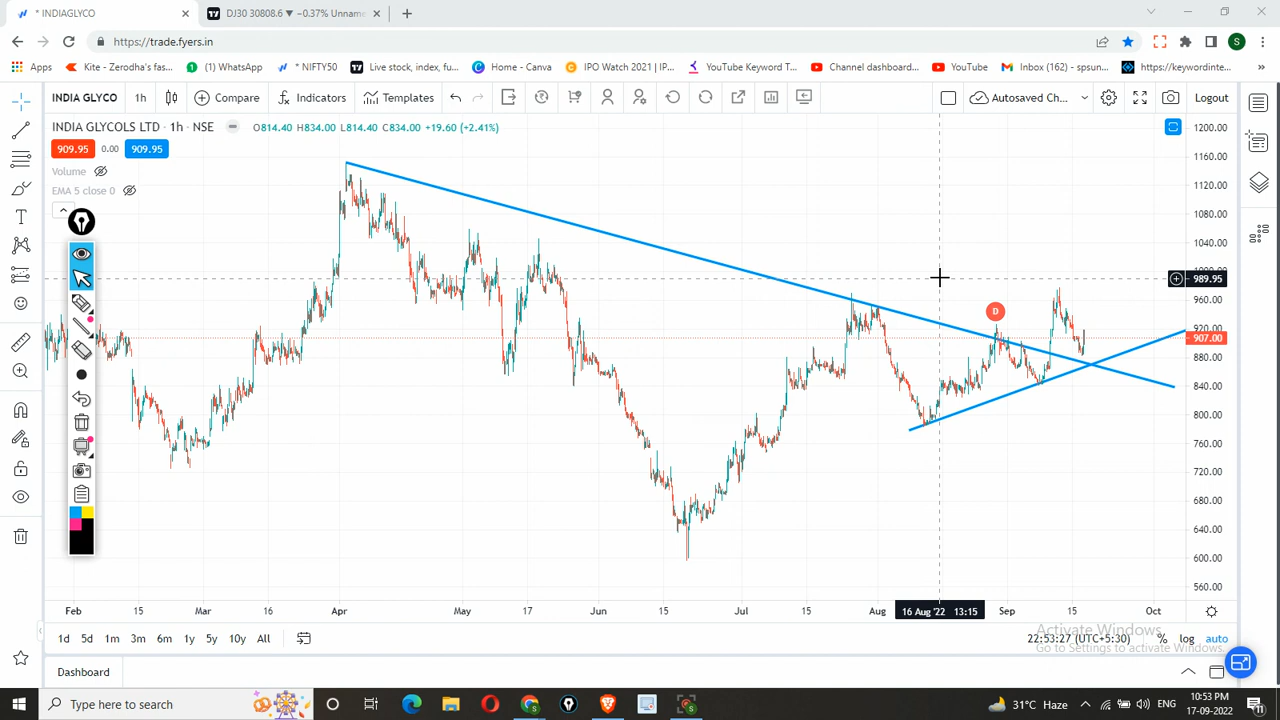 * INDIAGLYCO
DJ30 30808.6 ▼ −0.37% Unname
https://trade.fyers.in
Apps
Kite - Zerodha's fas...
(1) WhatsApp
* NIFTY50
Live stock, index, fu...
Home - Canva
IPO Watch 2021 | IP...
YouTube Keyword T...
Channel dashboard...
YouTube
Inbox (162) - spsun...
https://keywordinte...
INDIA GLYCO
1h
Compare
Indicators
Templates
Autosaved Ch...
Logout
INDIA GLYCOLS LTD · 1h · NSE
O814.40 H834.00 L814.40 C834.00 +19.60 (+2.41%)
909.95
0.00
909.95
Volume
EMA 5 close 0
1200.00
1160.00
1120.00
1080.00
1040.00
1000.00
989.95
960.00
920.00
907.00
880.00
840.00
800.00
760.00
720.00
680.00
640.00
600.00
560.00
D
Feb
15
Mar
16
Apr
May
17
Jun
Jul
15
Aug
16 Aug '22 13:15
Sep
15
Oct
1d 5d 1m 3m 6m 1y 5y 10y All
22:53:27 (UTC+5:30)
% log auto
Activate Windows
Go to Settings to activate Windows.
Dashboard
Type here to search
31°C Haze
ENG
10:53 PM
17-09-2022
S
11